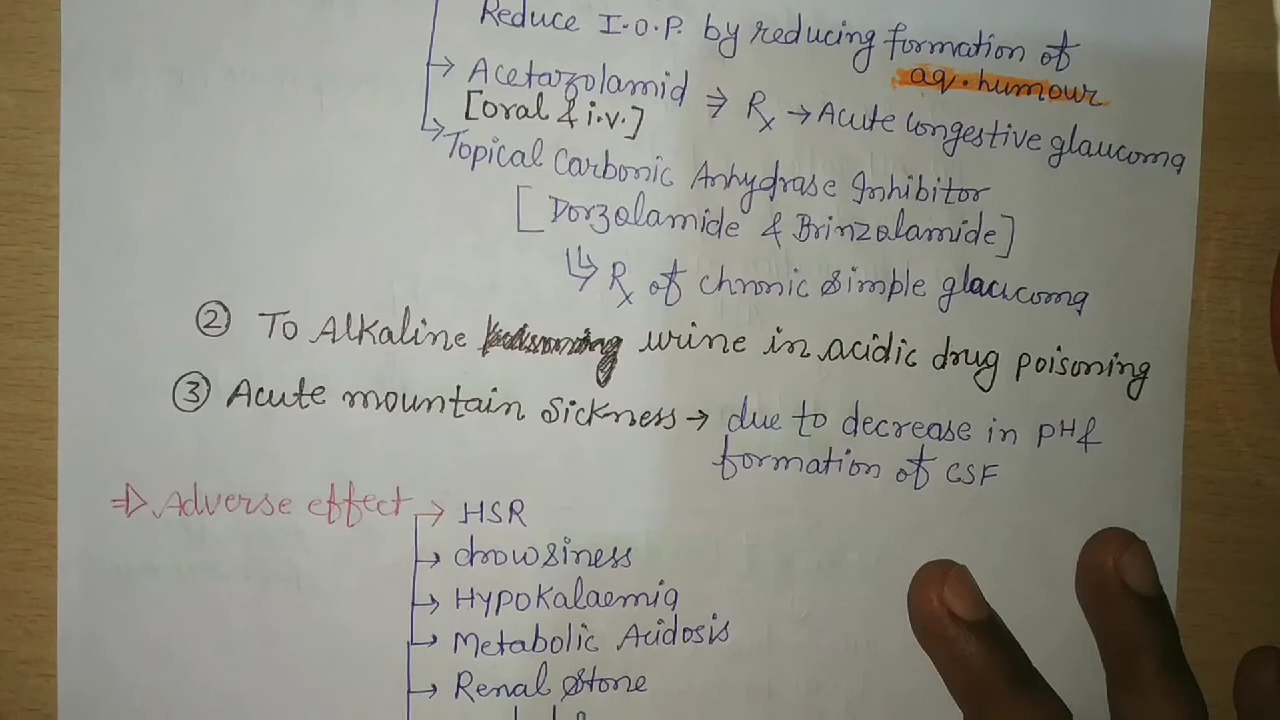 Reduce I.O.P. by reducing formation of
aq. humour
→ Acetazolamid ⇒ Rx → Acute Congestive glaucoma
[oral & i.v.]
→ Topical Carbonic Anhydrase Inhibitor
[Dorzolamide & Brinzolamide]
↳ Rx of chronic simple glaucoma
② To Alkaline urine in acidic drug poisoning
③ Acute mountain Sickness → due to decrease in pH &
formation of CSF
⇒ Adverse effect → HSR
→ drowsiness
→ Hypokalaemia
→ Metabolic Acidosis
→ Renal stone